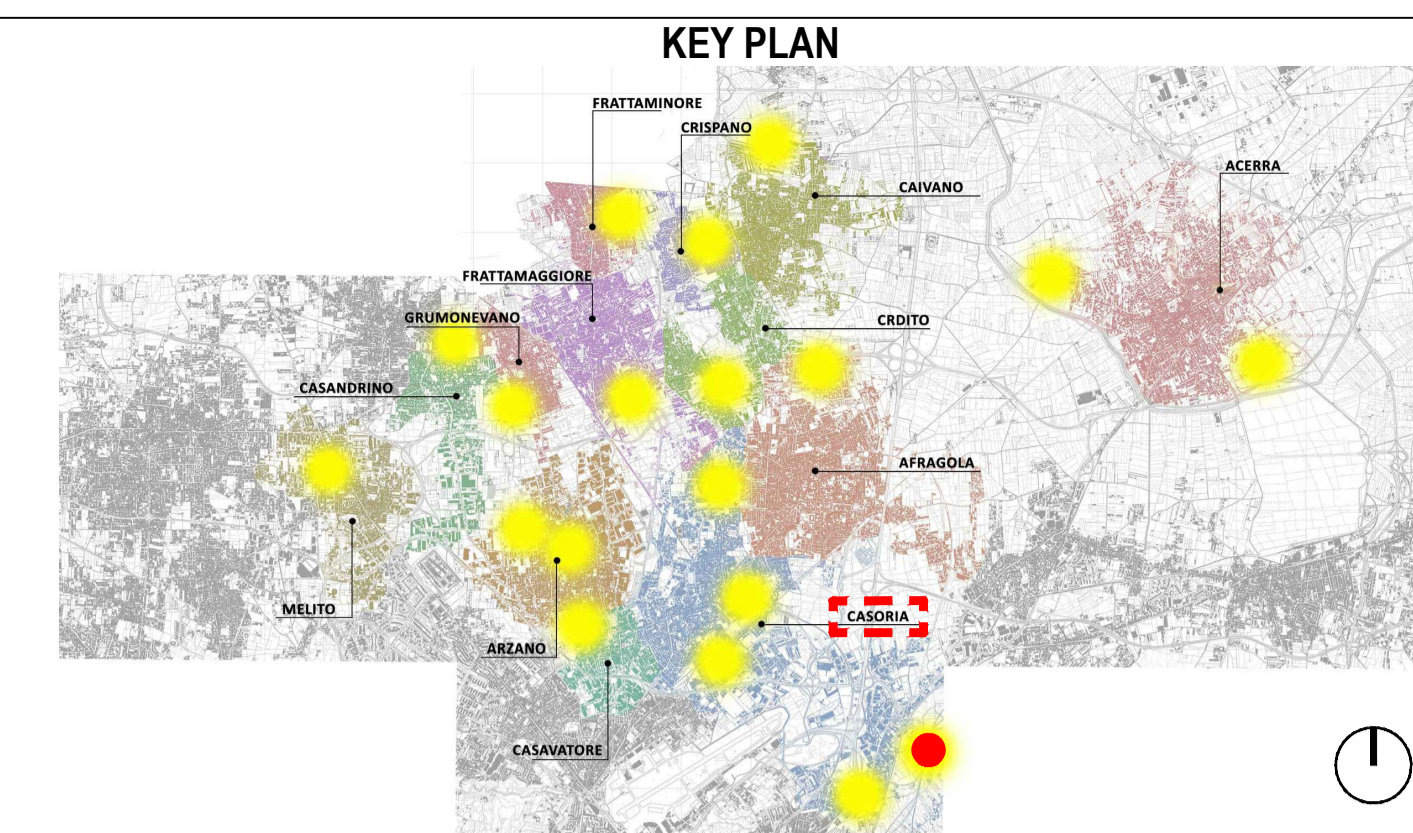 KEY PLAN
FRATTAMINORE
CRISPANO
ACERRA
CAIVANO
FRATTAMAGGIORE
GRUMONEVANO
CRDITO
CASANDRINO
AFRAGOLA
MELITO
CASORIA
ARZANO
CASAVATORE